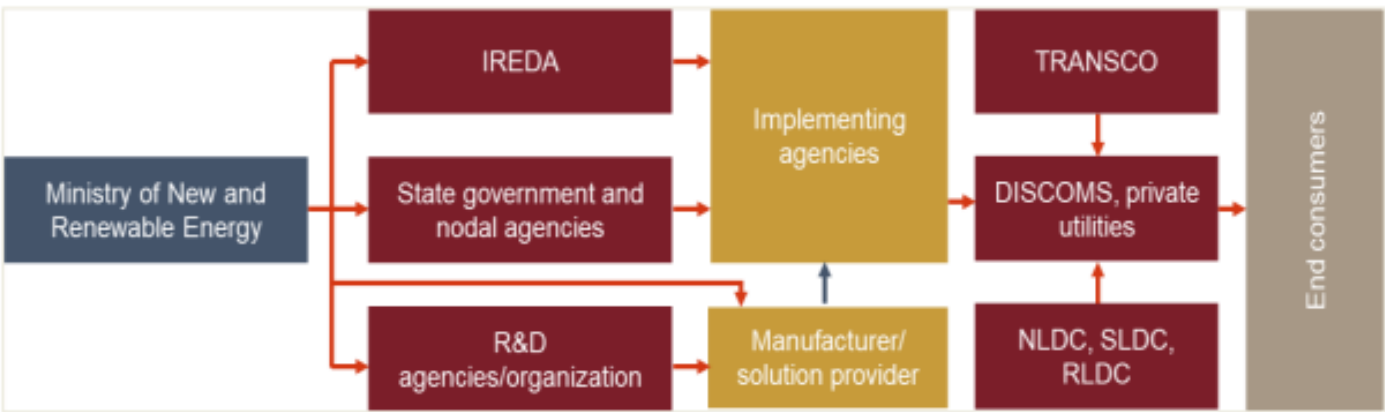 IREDA
TRANSCO
Implementing
agencies
Ministry of New and
Renewable Energy
State government and
nodal agencies
DISCOMS, private
utilities
End consumers
R&D
agencies/organization
Manufacturer/
solution provider
NLDC, SLDC,
RLDC